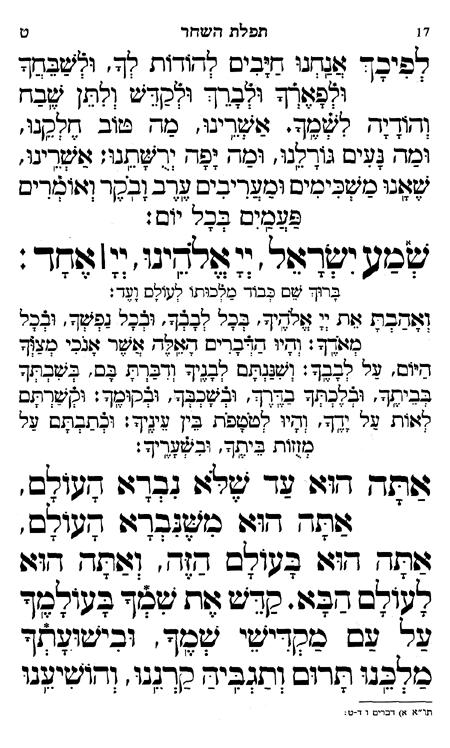 17 תפלת השחר ט
לְפִיכָךְ אֲנַחְנוּ חַיָּבִים לְהוֹדוֹת לְךָ, וּלְשַׁבֵּחֲךָ
וּלְפָאֶרְךָ וּלְבָרֵךְ וּלְקַדֵּשׁ וְלִתֵּן שֶׁבַח
וְהוֹדָיָה לִשְׁמֶךָ. אַשְׁרֵינוּ, מַה טּוֹב חֶלְקֵנוּ,
וּמַה נָּעִים גּוֹרָלֵנוּ, וּמַה יָּפָה יְרֻשָּׁתֵנוּ: אַשְׁרֵינוּ,
שֶׁאָנוּ מַשְׁכִּימִים וּמַעֲרִיבִים עֶרֶב וָבֹקֶר וְאוֹמְרִים
פַּעֲמַיִם בְּכָל יוֹם:
שְׁמַע יִשְׂרָאֵל, יְיָ אֱלֹהֵינוּ, יְיָ | אֶחָד:
בָּרוּךְ שֵׁם כְּבוֹד מַלְכוּתוֹ לְעוֹלָם וָעֶד:
וְאָהַבְתָּ אֵת יְיָ אֱלֹהֶיךָ, בְּכָל לְבָבְךָ, וּבְכָל נַפְשְׁךָ, וּבְכָל
מְאֹדֶךָ: וְהָיוּ הַדְּבָרִים הָאֵלֶּה אֲשֶׁר אָנֹכִי מְצַוְּךָ
הַיּוֹם, עַל לְבָבֶךָ: וְשִׁנַּנְתָּם לְבָנֶיךָ וְדִבַּרְתָּ בָּם, בְּשִׁבְתְּךָ
בְּבֵיתֶךָ, וּבְלֶכְתְּךָ בַדֶּרֶךְ, וּבְשָׁכְבְּךָ, וּבְקוּמֶךָ: וּקְשַׁרְתָּם
לְאוֹת עַל יָדֶךָ, וְהָיוּ לְטֹטָפֹת בֵּין עֵינֶיךָ: וּכְתַבְתָּם עַל
מְזֻזוֹת בֵּיתֶךָ, וּבִשְׁעָרֶיךָ:
אַתָּה הוּא עַד שֶׁלֹּא נִבְרָא הָעוֹלָם,
אַתָּה הוּא מִשֶּׁנִּבְרָא הָעוֹלָם,
אַתָּה הוּא בָּעוֹלָם הַזֶּה, וְאַתָּה הוּא
לָעוֹלָם הַבָּא. קַדֵּשׁ אֶת שִׁמְךָ* בָּעוֹלָמֶךָ
עַל עַם מַקְדִּישֵׁי שְׁמֶךָ, וּבִישׁוּעָתְךָ*
מַלְכֵּנוּ תָּרוּם וְתַגְבִּיהַּ קַרְנֵנוּ, וְהוֹשִׁיעֵנוּ
תו״א א) דברים ו ד-ט: